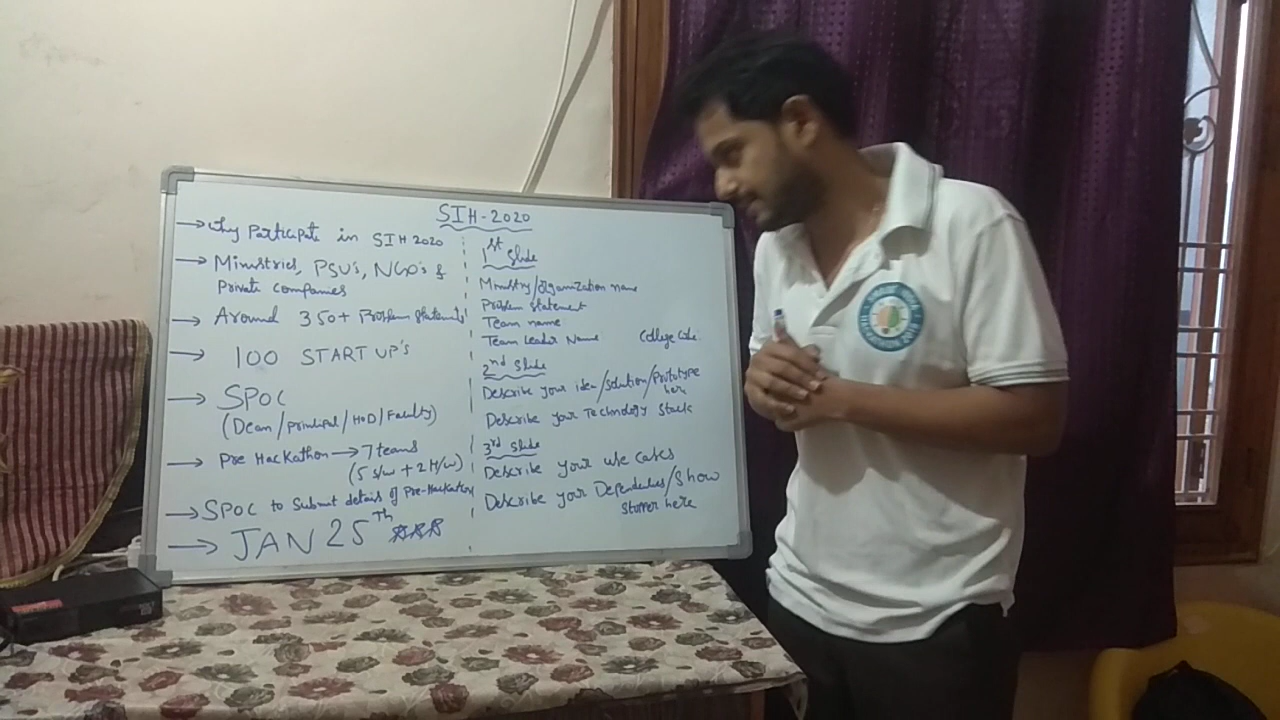 SIH-2020
→ Why Participate in SIH 2020
→ Ministries, PSU's, NGO's &
Private Companies
→ Around 350+ Problem Statements
→ 100 START UP'S
→ SPOC
(Dean/Principal/HOD/Faculty)
→ Pre Hackathon → 7 teams
(5 S/w + 2 H/w)
→ SPOC to Submit details of Pre-Hackathon
→ JAN 25Th
1st Slide
Ministry/Organization name
Problem Statement
Team name
Team Leader Name College Code
2nd Slide
Describe your idea/Solution/Prototype
here
Describe your Technology Stack
3rd Slide
Describe your use cases
Describe your Dependencies/Show
stopper here
SMART INDIA
HACKATHON 2019